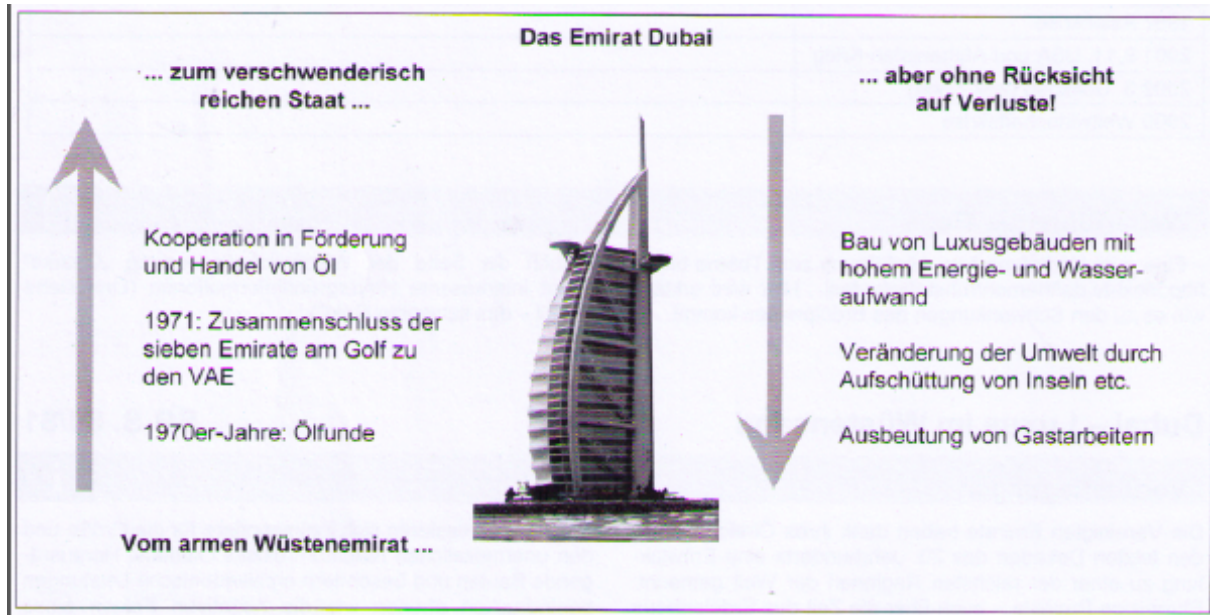 Das Emirat Dubai
... zum verschwenderisch
reichen Staat ...
Kooperation in Förderung
und Handel von Öl
1971: Zusammenschluss der
sieben Emirate am Golf zu
den VAE
1970er-Jahre: Ölfunde
Vom armen Wüstenemirat ...
... aber ohne Rücksicht
auf Verluste!
Bau von Luxusgebäuden mit
hohem Energie- und Wasser-
aufwand
Veränderung der Umwelt durch
Aufschüttung von Inseln etc.
Ausbeutung von Gastarbeitern